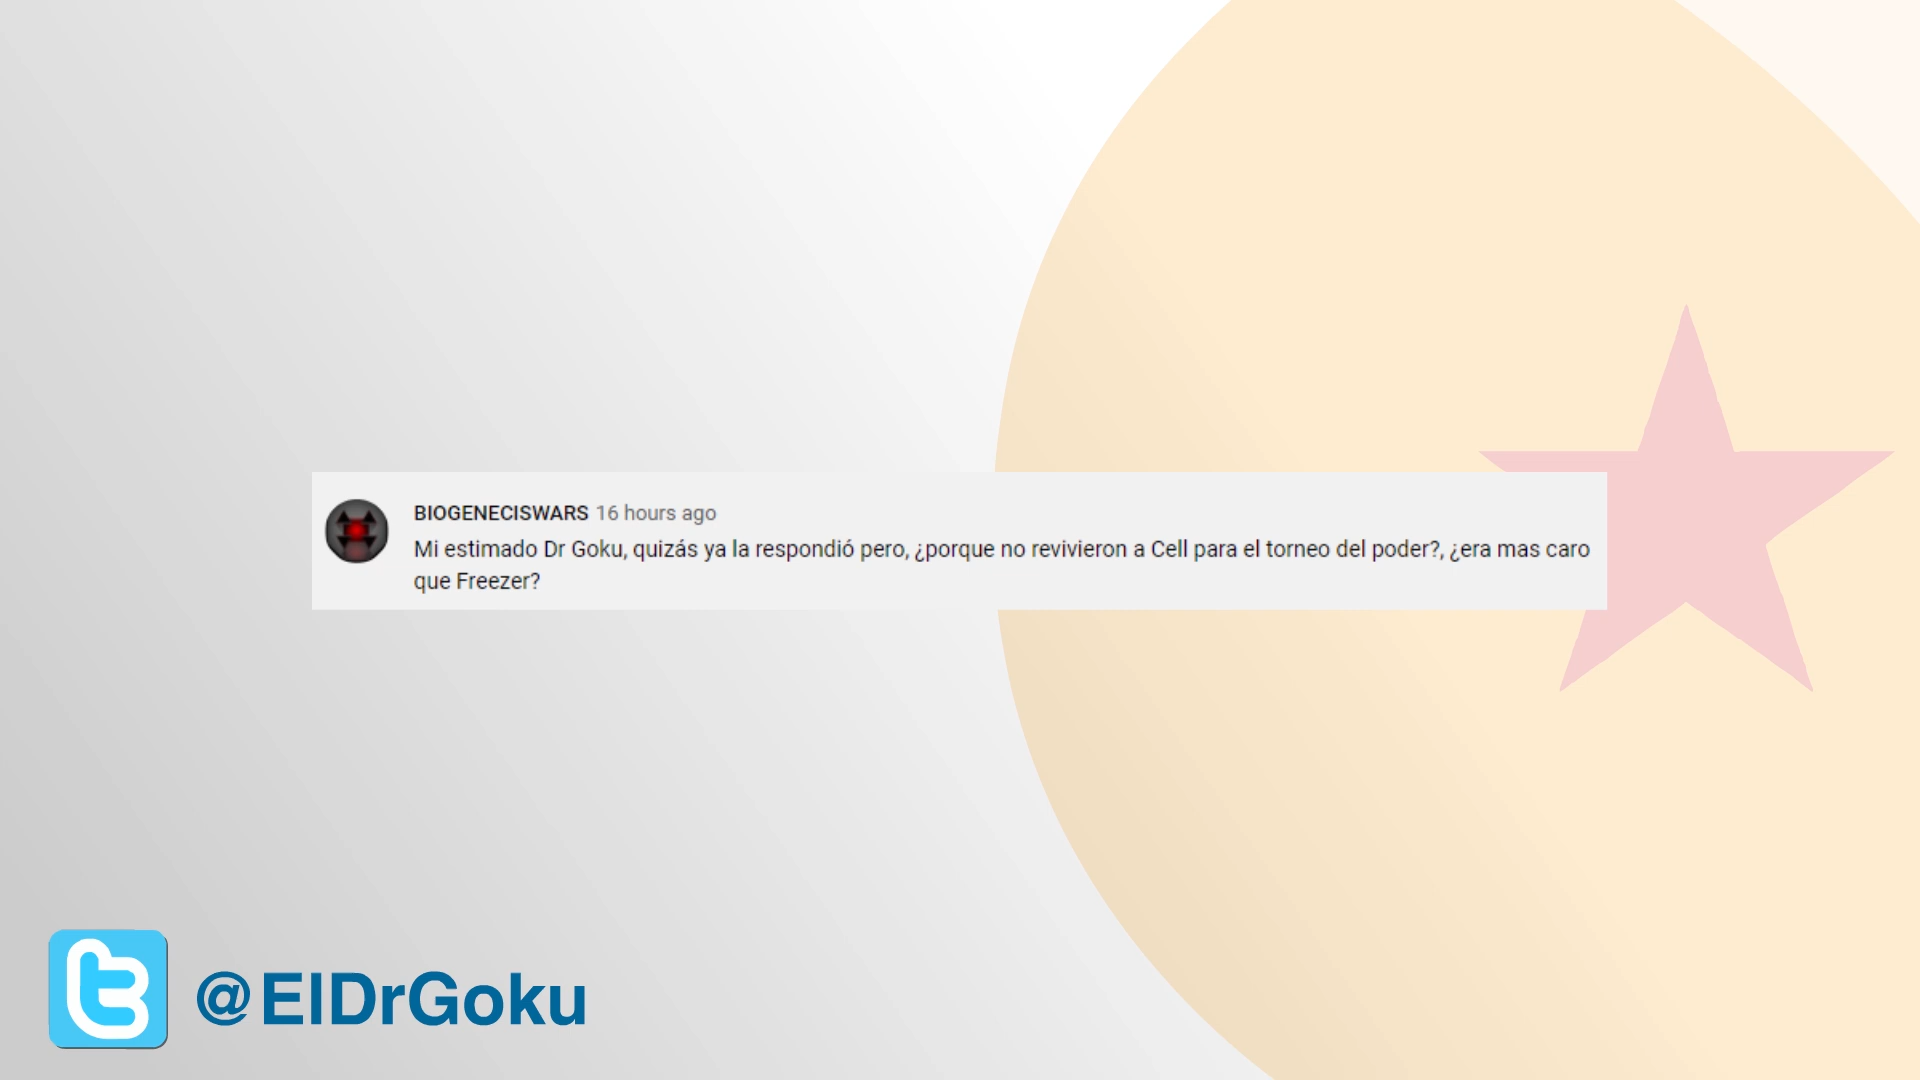 BIOGENECISWARS 16 hours ago
Mi estimado Dr Goku, quizás ya la respondió pero, ¿porque no revivieron a Cell para el torneo del poder?, ¿era mas caro
que Freezer?
@ElDrGoku